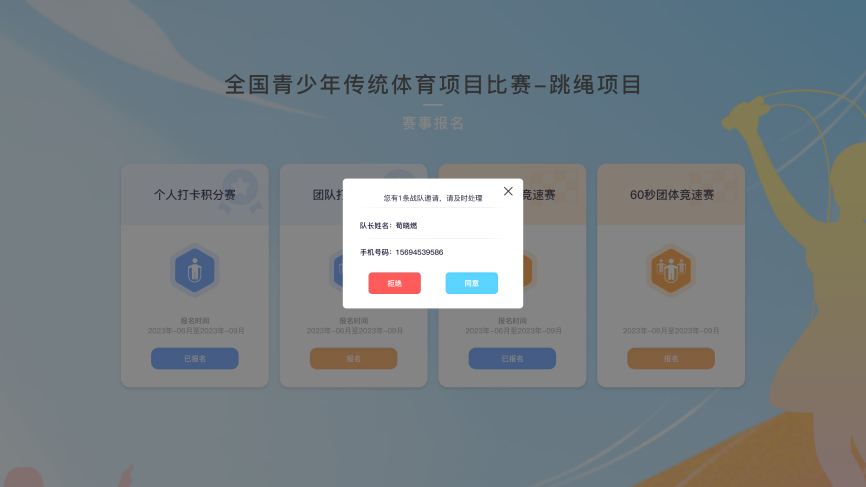 全国青少年传统体育项目比赛-跳绳项目
赛事报名
个人打卡积分赛
团队打
竞速赛
60秒团体竞速赛
您有1条战队邀请，请及时处理
队长姓名：荀晓燃
手机号码：15694539586
拒绝
同意
报名时间
2023年-06月至2023年-09月
已报名
报名时间
2023年-06月至2023年-09月
报名
报名时间
2023年-06月至2023年-09月
已报名
2023年-06月至2023年-09月
报名